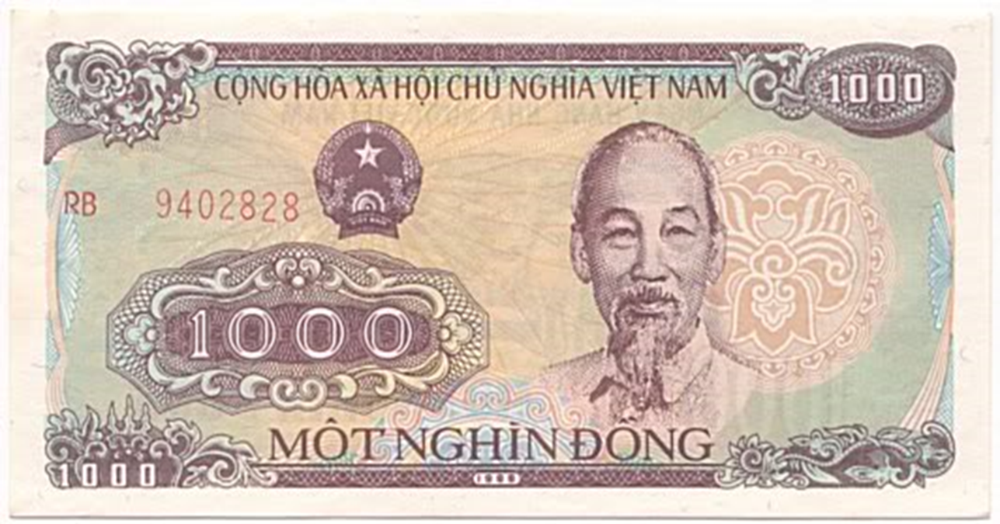 CỘNG HÒA XÃ HỘI CHỦ NGHĨA VIỆT NAM
1000
RB 9402828
1000
MỘT NGHÌN ĐỒNG
1000